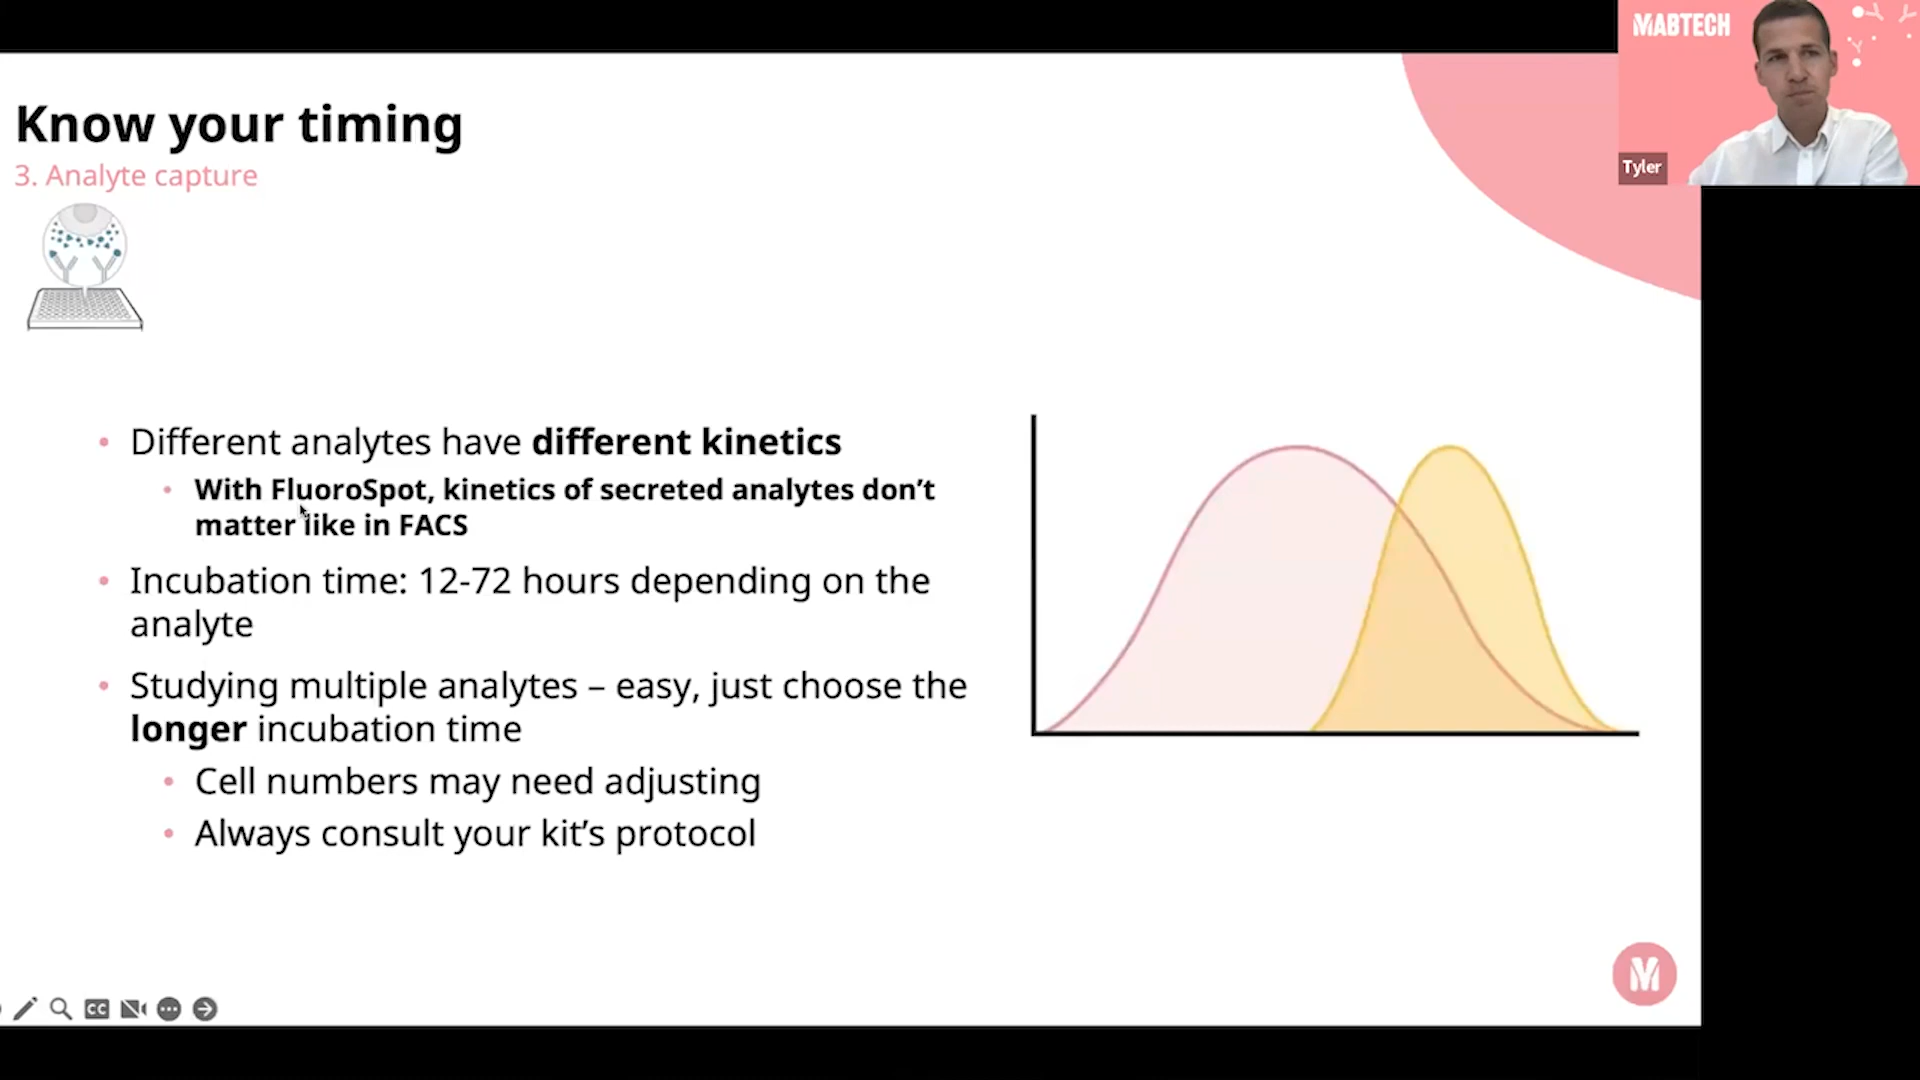 MABTECH
Tyler
Know your timing
3. Analyte capture
• Different analytes have different kinetics
• With FluoroSpot, kinetics of secreted analytes don’t
matter like in FACS
• Incubation time: 12-72 hours depending on the
analyte
• Studying multiple analytes – easy, just choose the
longer incubation time
• Cell numbers may need adjusting
• Always consult your kit’s protocol
M
CC